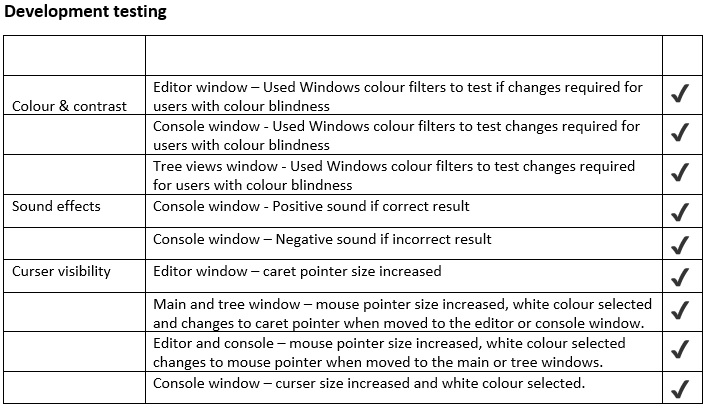 Development testing
Editor window – Used Windows colour filters to test if changes required for
Colour & contrast
users with colour blindness
Console window - Used Windows colour filters to test changes required for
users with colour blindness
Tree views window - Used Windows colour filters to test changes required
for users with colour blindness
Sound effects
Console window - Positive sound if correct result
Console window – Negative sound if incorrect result
Curser visibility
Editor window – caret pointer size increased
Main and tree window – mouse pointer size increased, white colour selected
and changes to caret pointer when moved to the editor or console window.
Editor and console – mouse pointer size increased, white colour selected
changes to mouse pointer when moved to the main or tree windows.
Console window – curser size increased and white colour selected.